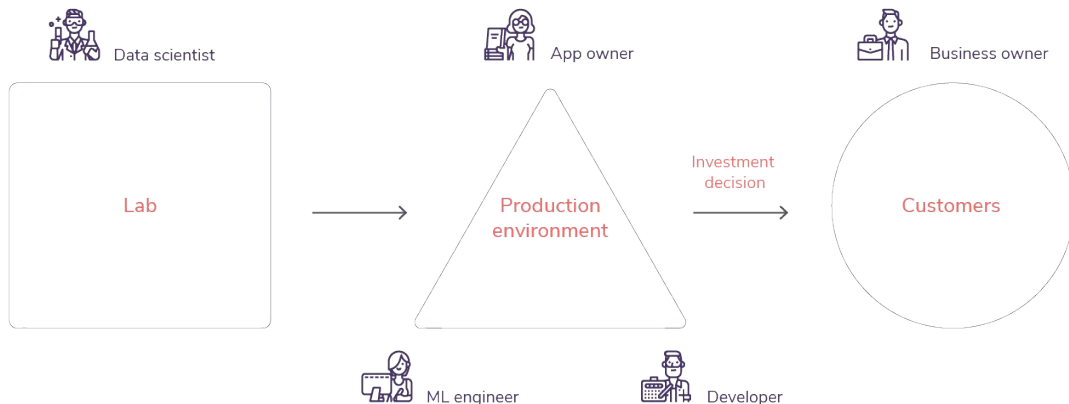 Data scientist
App owner
Business owner
Lab
Production
environment
Investment
decision
Customers
ML engineer
Developer